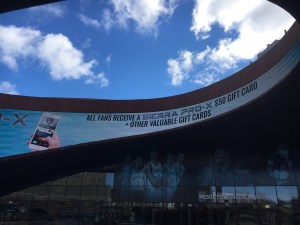 -X
ALL FANS RECEIVE A SIERRA PRO-X $50 GIFT CARD
+ OTHER VALUABLE GIFT CARDS